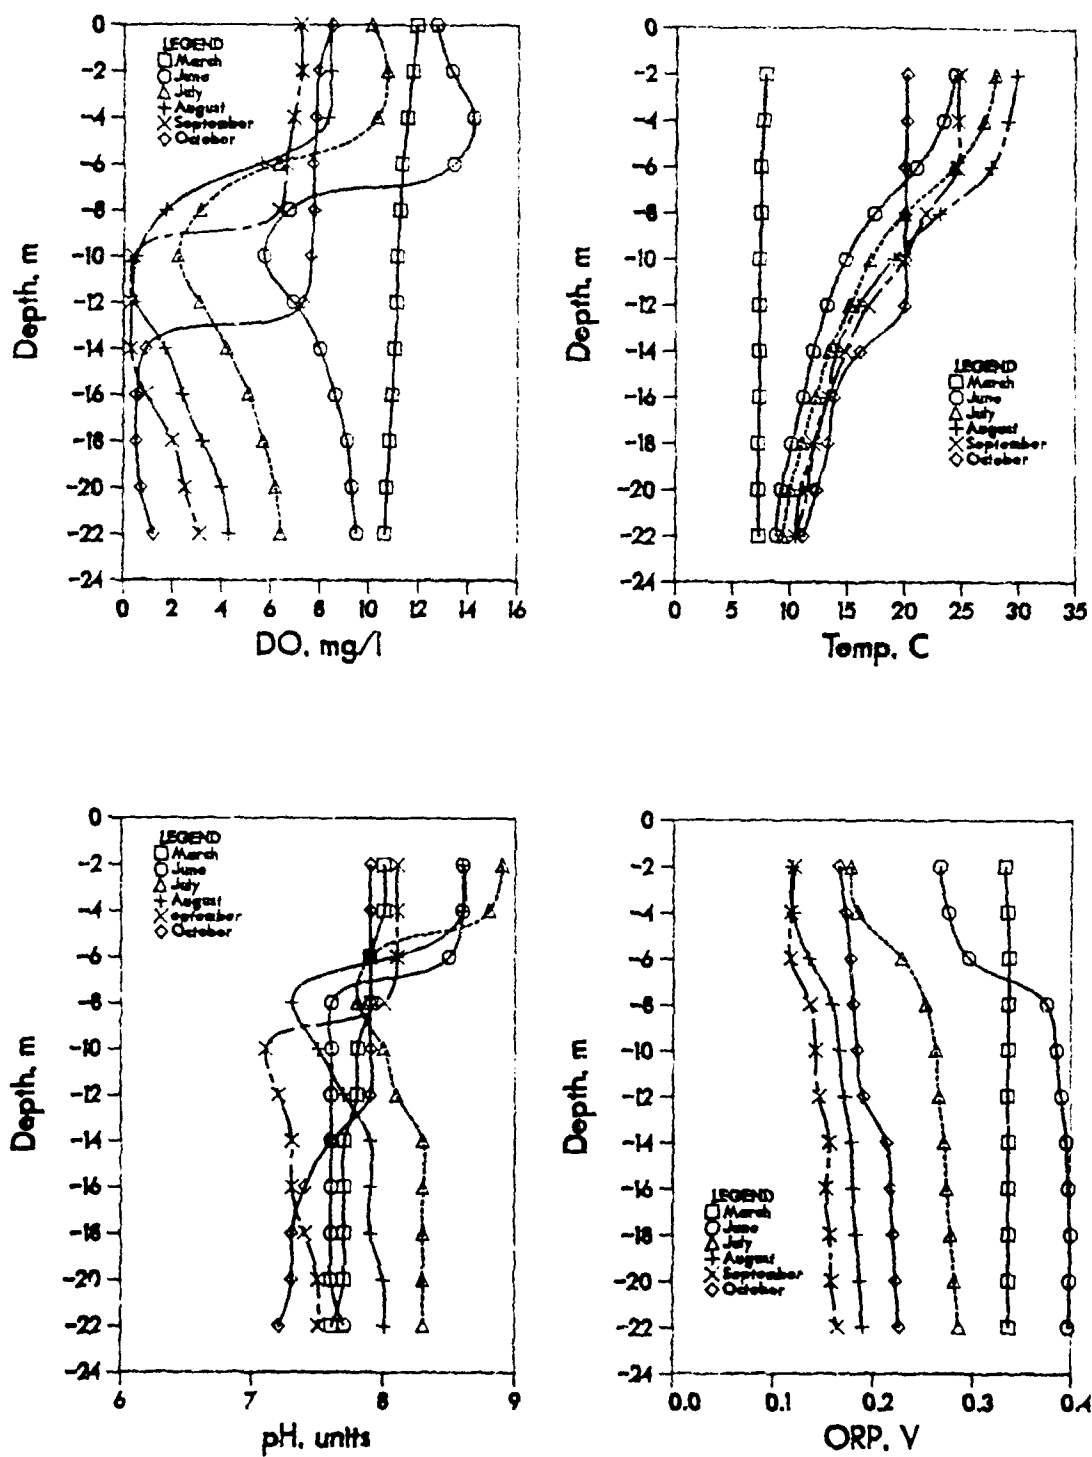 0
-2
-4
-6
-8
-10
-12
-14
-16
-18
-20
-22
-24
Depth, m
LEGEND
March
June
July
August
September
October
0 2 4 6 8 10 12 14 16
DO, mg/l
0
-2
-4
-6
-8
-10
-12
-14
-16
-18
-20
-22
-24
Depth, m
LEGEND
March
June
July
August
September
October
0 5 10 15 20 25 30 35
Temp, C
0
-2
-4
-6
-8
-10
-12
-14
-16
-18
-20
-22
-24
Depth, m
LEGEND
March
June
July
August
eptember
October
6 7 8 9
pH, units
0
-2
-4
-6
-8
-10
-12
-14
-16
-18
-20
-22
-24
Depth, m
LEGEND
March
June
July
August
September
October
0.0 0.1 0.2 0.3 0.4
ORP, V